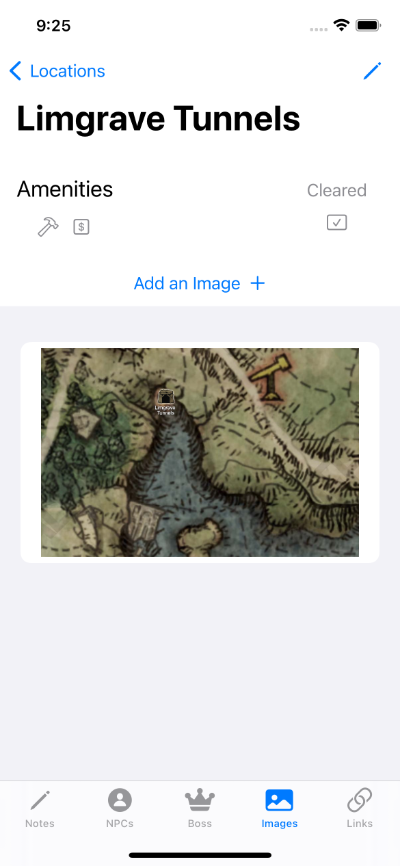 9:25
Locations
Limgrave Tunnels
Amenities
Cleared
$
Add an Image +
Limgrave
Tunnels
Notes
NPCs
Boss
Images
Links